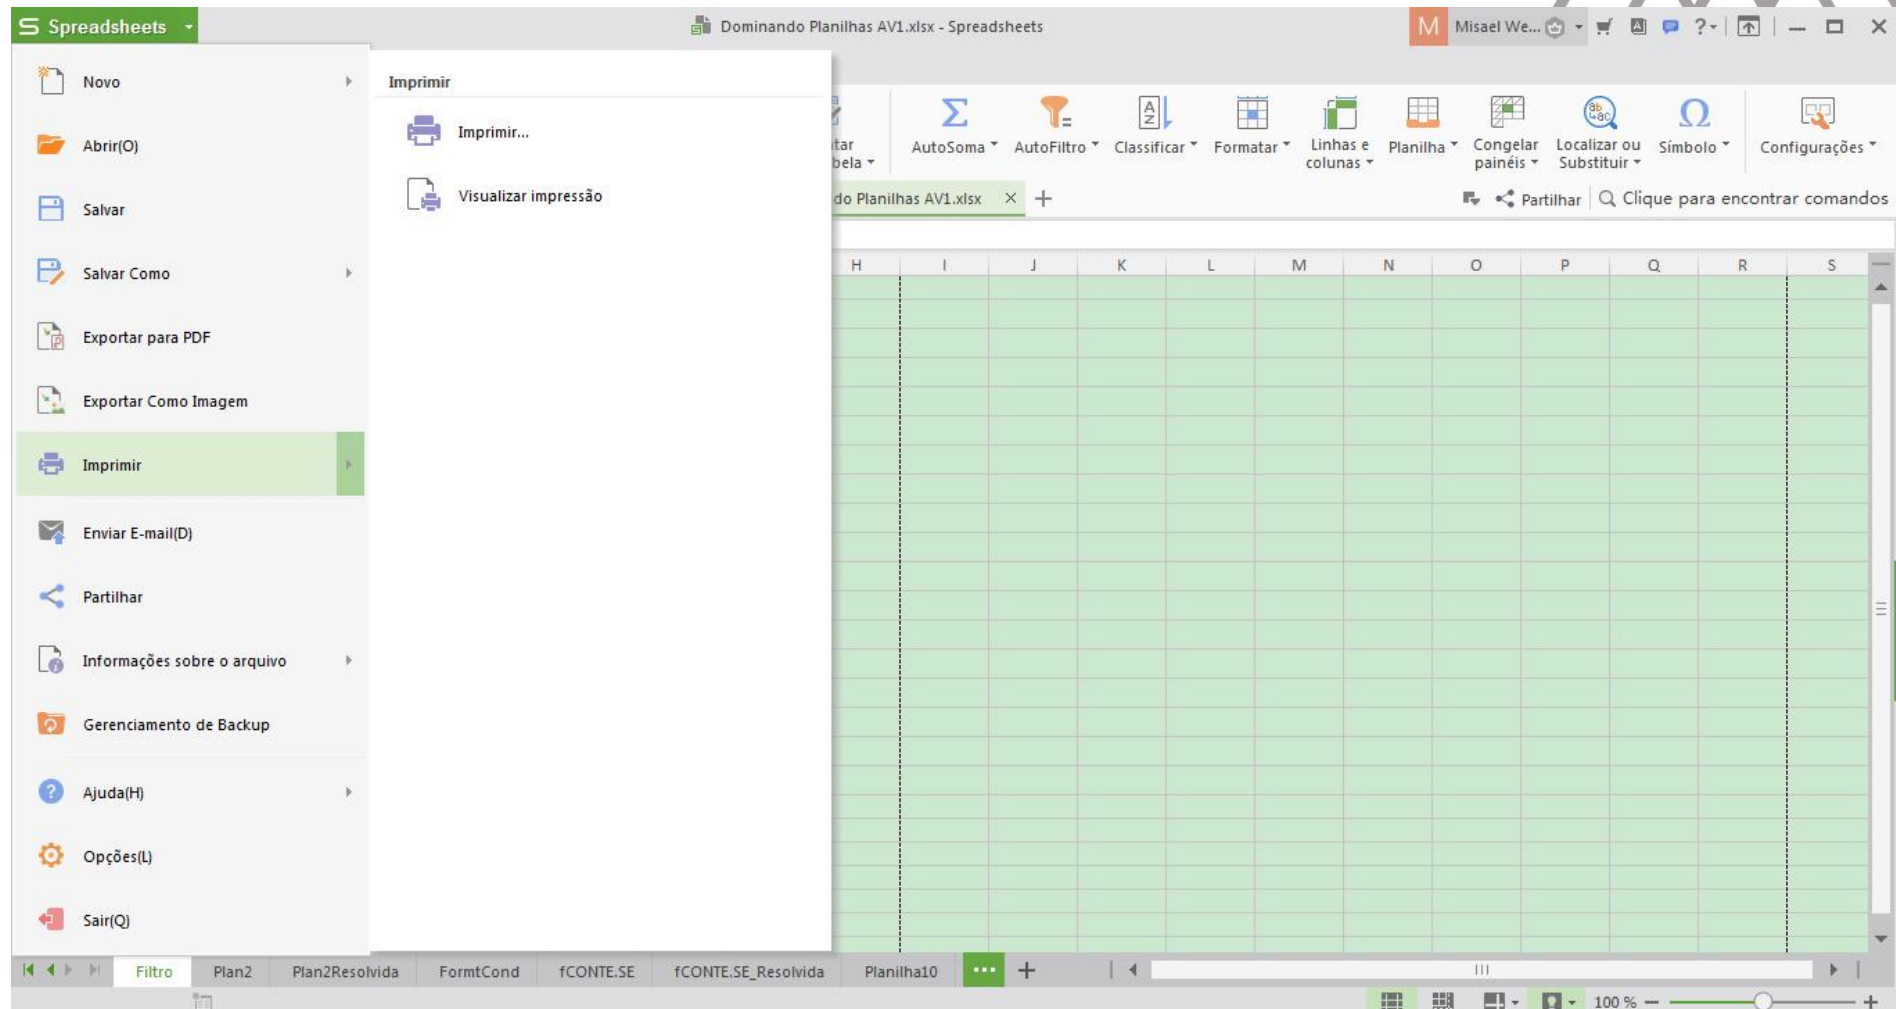 Spreadsheets
Dominando Planilhas AV1.xlsx - Spreadsheets
M Misael We...
?
Novo
Abrir(O)
Salvar
Salvar Como
Exportar para PDF
Exportar Como Imagem
Imprimir
Enviar E-mail(D)
Partilhar
Informações sobre o arquivo
Gerenciamento de Backup
Ajuda(H)
Opções(L)
Sair(Q)
Imprimir
Imprimir...
Visualizar impressão
tar
bela
AutoSoma
AutoFiltro
Classificar
Formatar
Linhas e
colunas
Planilha
Congelar
painéis
Localizar ou
Substituir
Símbolo
Configurações
do Planilhas AV1.xlsx × +
Partilhar
Clique para encontrar comandos
H I J K L M N O P Q R S
Filtro Plan2 Plan2Resolvida FormtCond fCONTE.SE fCONTE.SE_Resolvida Planilha10 ... +
100 % — +